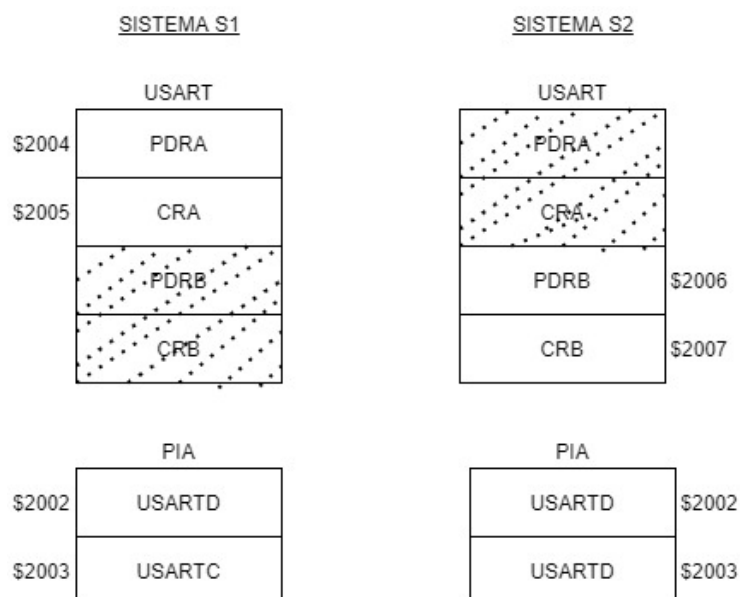 SISTEMA S1
SISTEMA S2
USART
USART
$2004
PDRA
PDRA
$2005
CRA
CRA
PDRB
PDRB
$2006
CRB
CRB
$2007
PIA
PIA
$2002
USARTD
USARTD
$2002
$2003
USARTC
USARTD
$2003